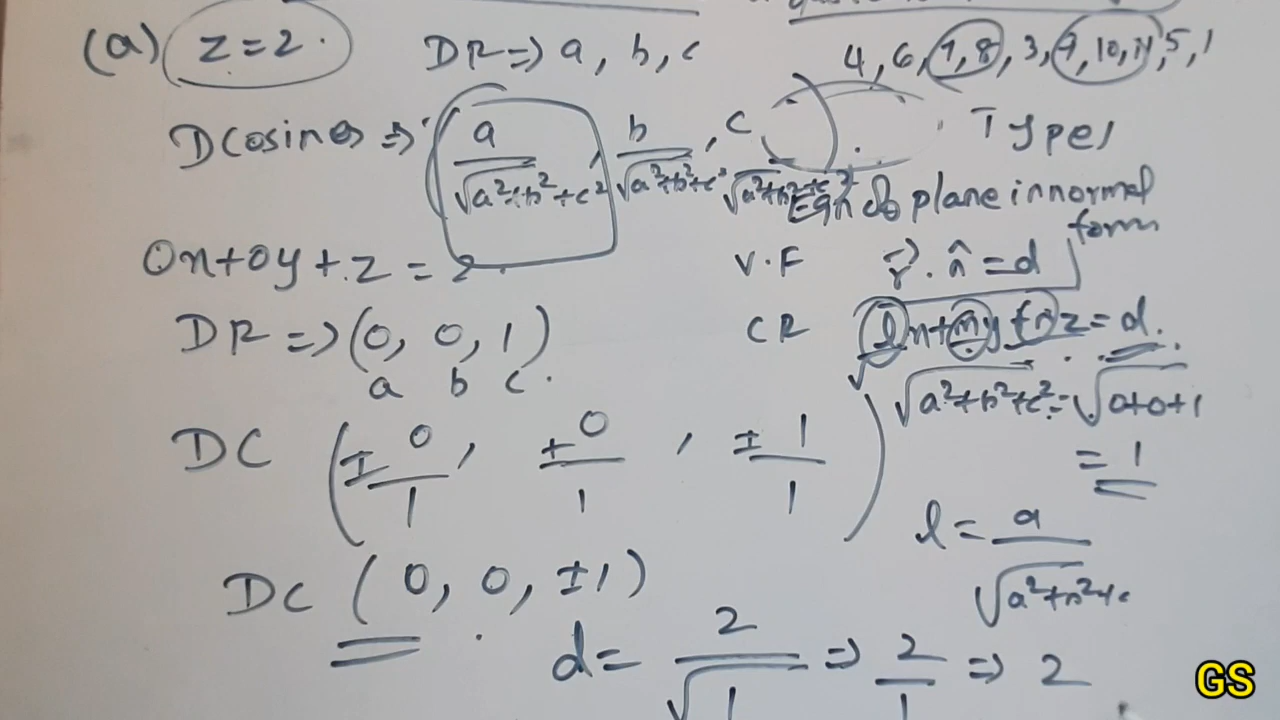 (a) z=2. DR => a, b, c 4, 6, 7, 8, 3, 9, 10, 11, 5, 1
DCosines => a/√a²+b²+c², b/√a²+b²+c², c/√a²+b²+c² Types
Eqn of plane in normal form
0x+0y+z=2. V.F r⃗.n̂=d
DR => (0, 0, 1) CR lx+my+nz=d.
a b c. √a²+b²+c²=√0+0+1
DC (±0/1, ±0/1, ±1/1) =1
l=a/√a²+b²+c
DC (0, 0, ±1)
d=2/√1 => 2/1 => 2
GS